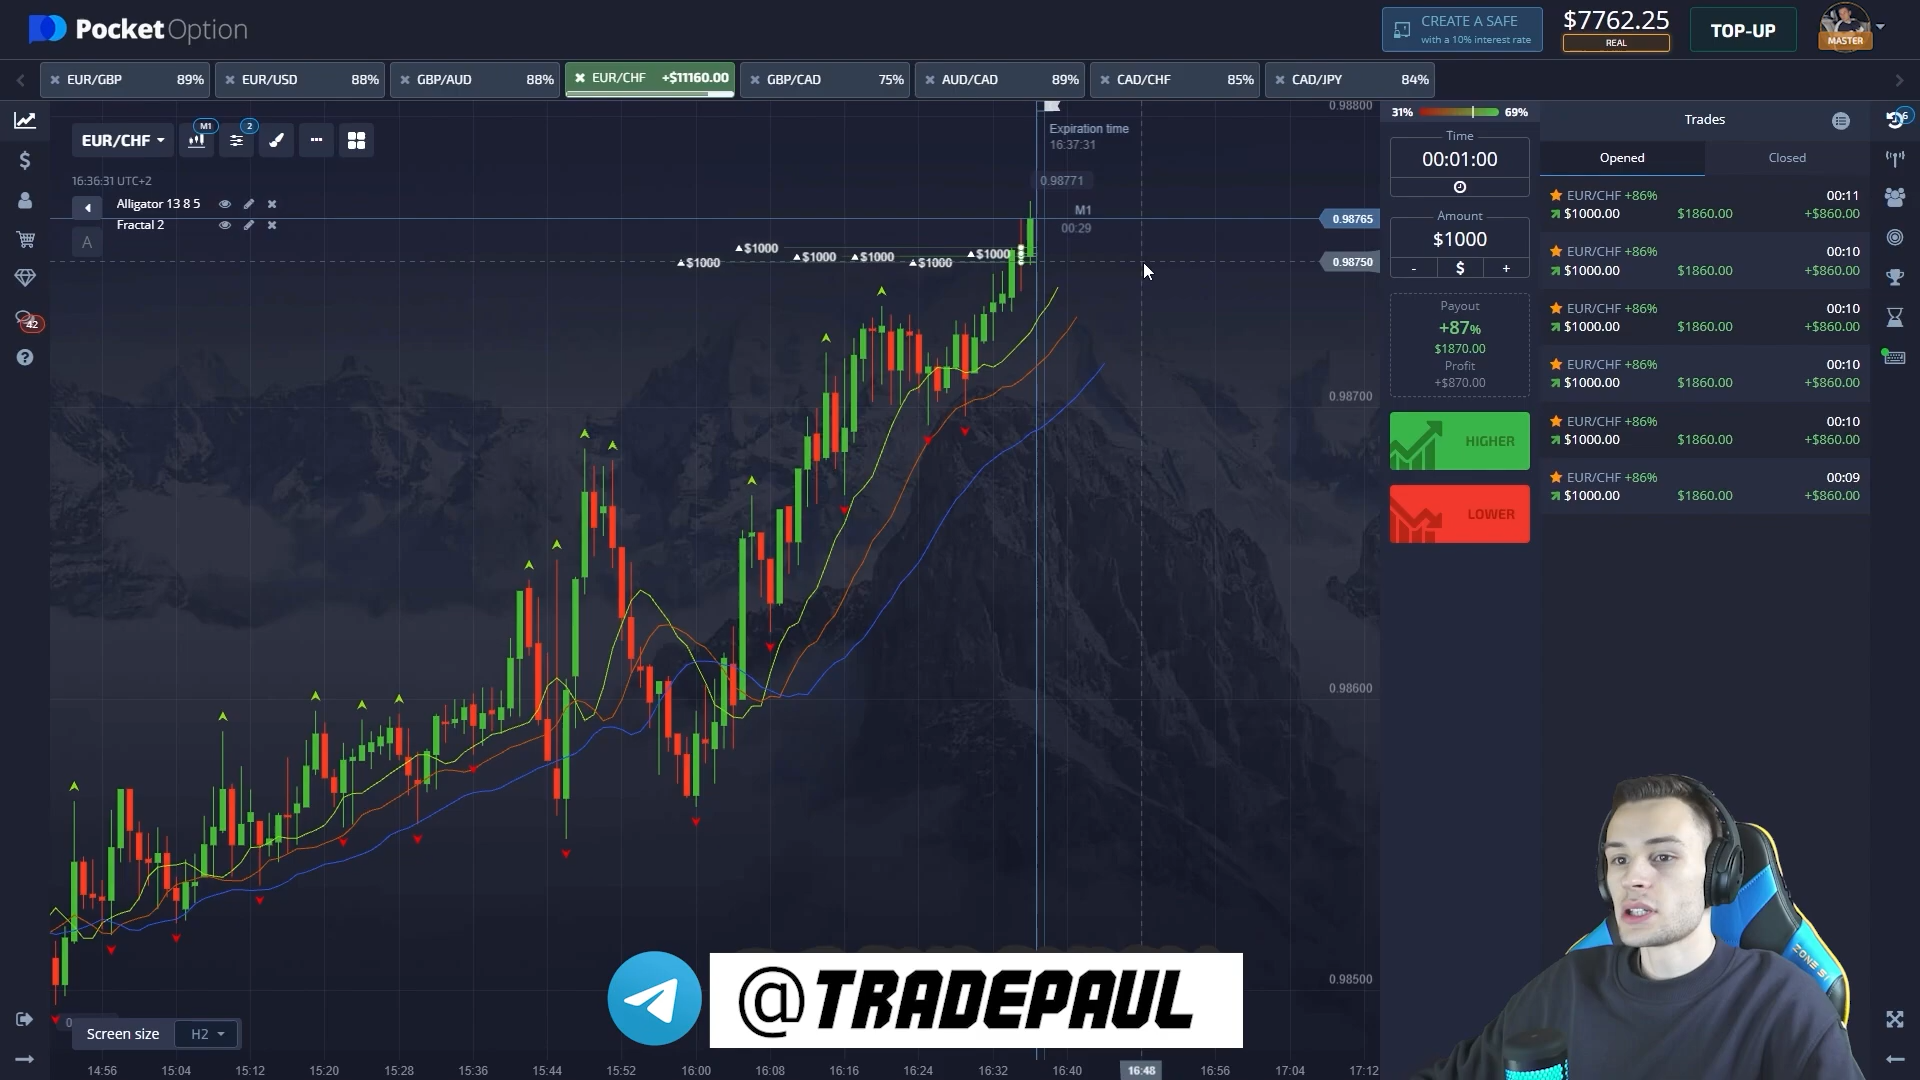 PocketOption
CREATE A SAFE
with a 10% interest rate
$7762.25
REAL
TOP-UP
MASTER
EUR/GBP 89%
EUR/USD 88%
GBP/AUD 88%
EUR/CHF +$11160.00
GBP/CAD 75%
AUD/CAD 89%
CAD/CHF 85%
CAD/JPY 84%
EUR/CHF
M1
2
16:36:31 UTC+2
Alligator 13 8 5
Fractal 2
A
Expiration time
16:37:31
0.98771
M1
00:29
0.98800
0.98765
0.98750
0.98700
0.98600
0.98500
$1000
$1000
$1000
$1000
$1000
$1000
31% 69%
Time
00:01:00
Amount
$1000
- $ +
Payout
+87%
$1870.00
Profit
+$870.00
HIGHER
LOWER
Trades
Opened Closed
EUR/CHF +86% 00:11
$1000.00 $1860.00 +$860.00
EUR/CHF +86% 00:10
$1000.00 $1860.00 +$860.00
EUR/CHF +86% 00:10
$1000.00 $1860.00 +$860.00
EUR/CHF +86% 00:10
$1000.00 $1860.00 +$860.00
EUR/CHF +86% 00:10
$1000.00 $1860.00 +$860.00
EUR/CHF +86% 00:09
$1000.00 $1860.00 +$860.00
42
@TRADEPAUL
Screen size H2
14:56 15:04 15:12 15:20 15:28 15:36 15:44 15:52 16:00 16:08 16:16 16:24 16:32 16:40 16:48 16:56 17:04 17:12